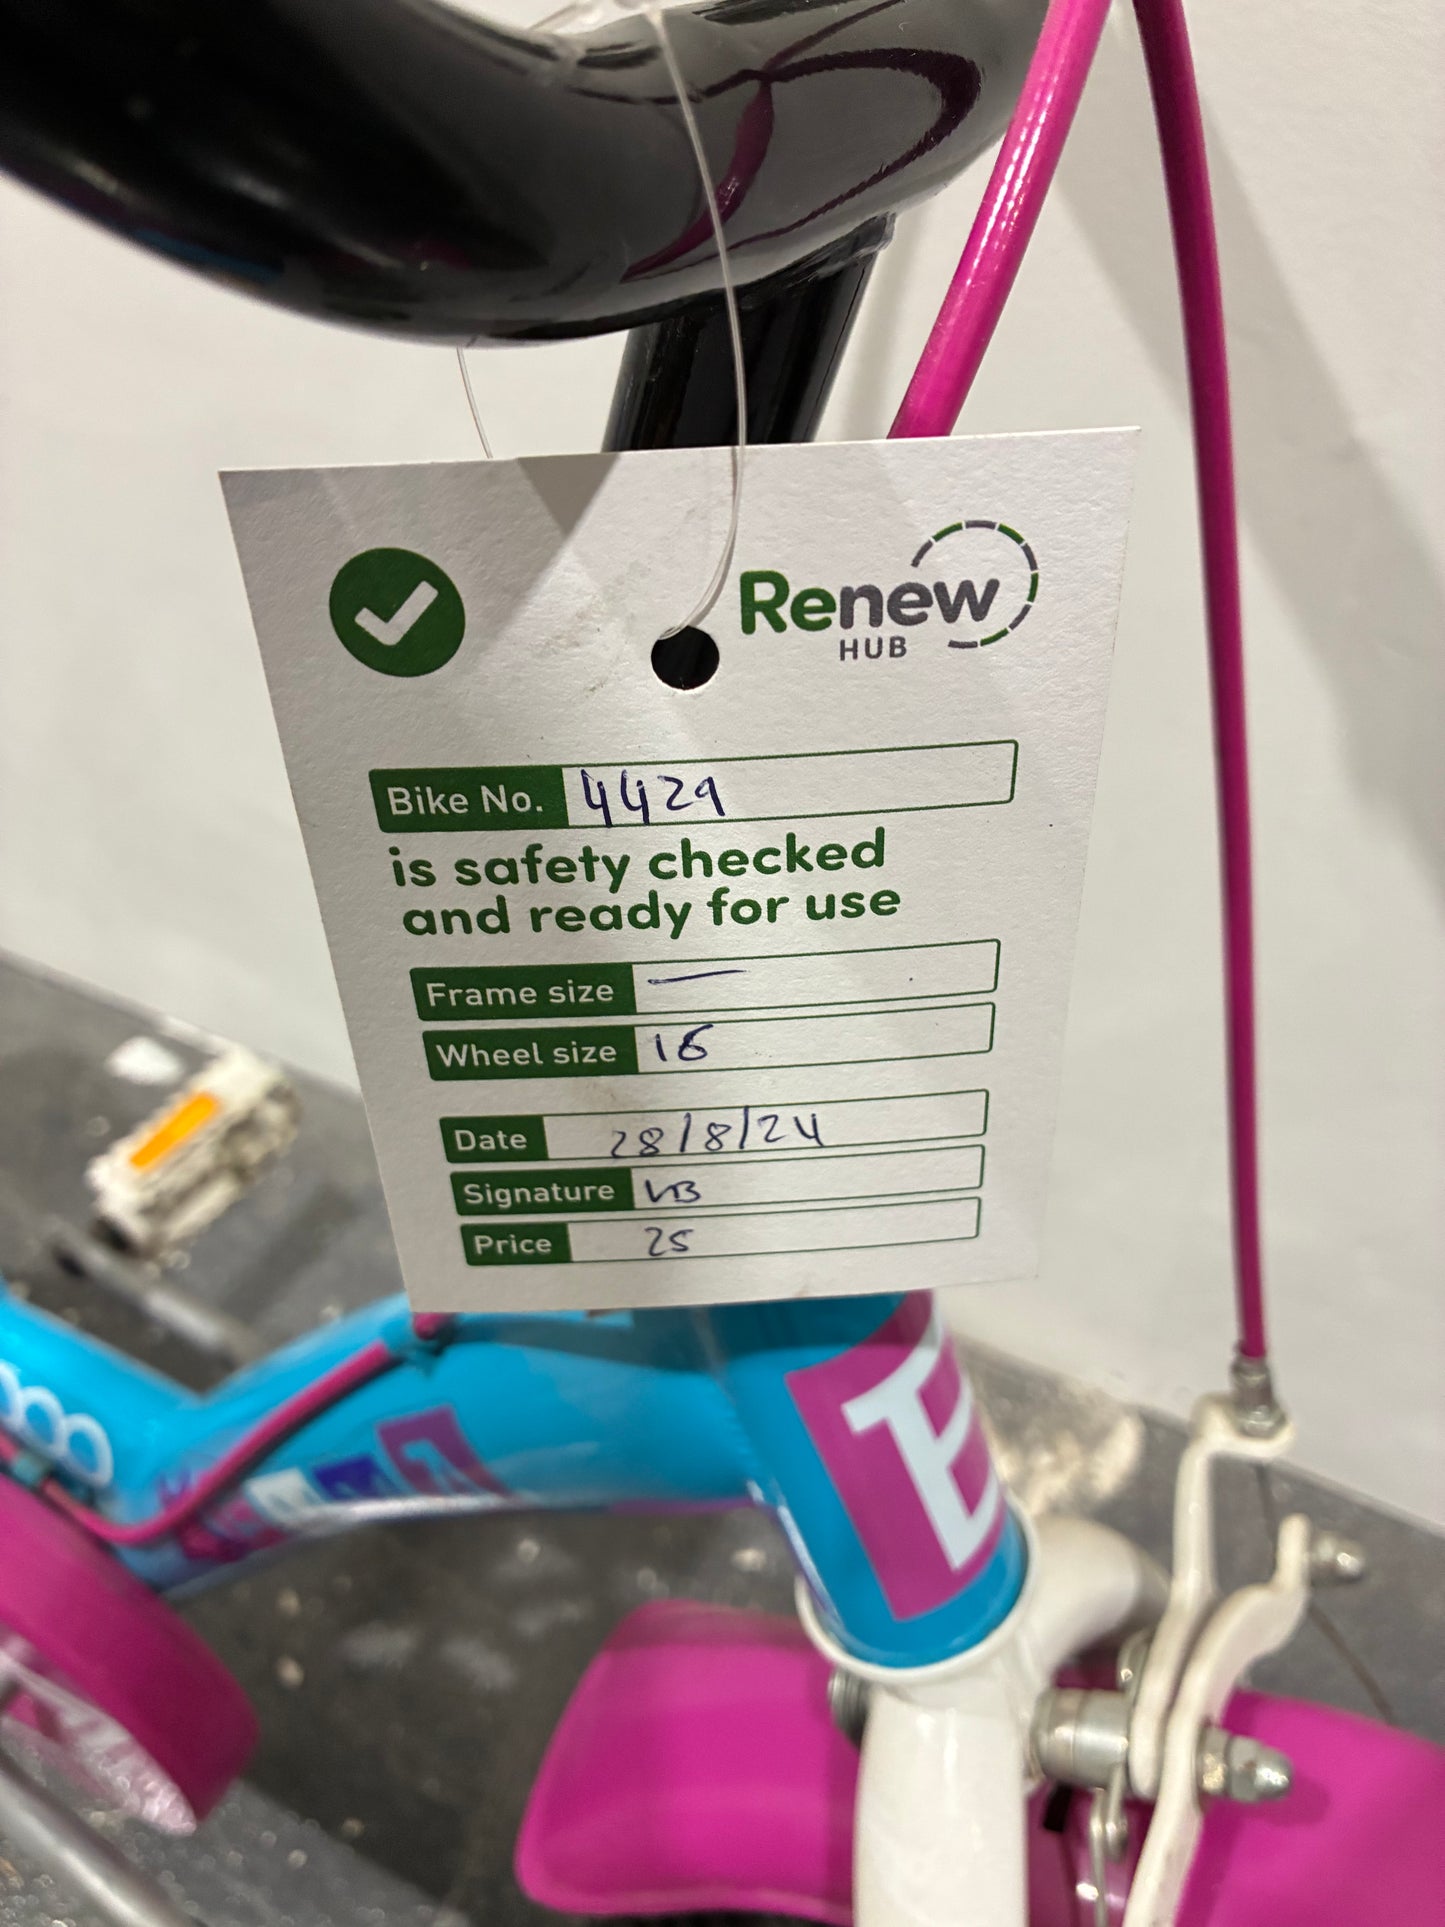 Renew
HUB
Bike No. 4429
is safety checked
and ready for use
Frame size —
Wheel size 16
Date 28/8/24
Signature VB
Price 25
E